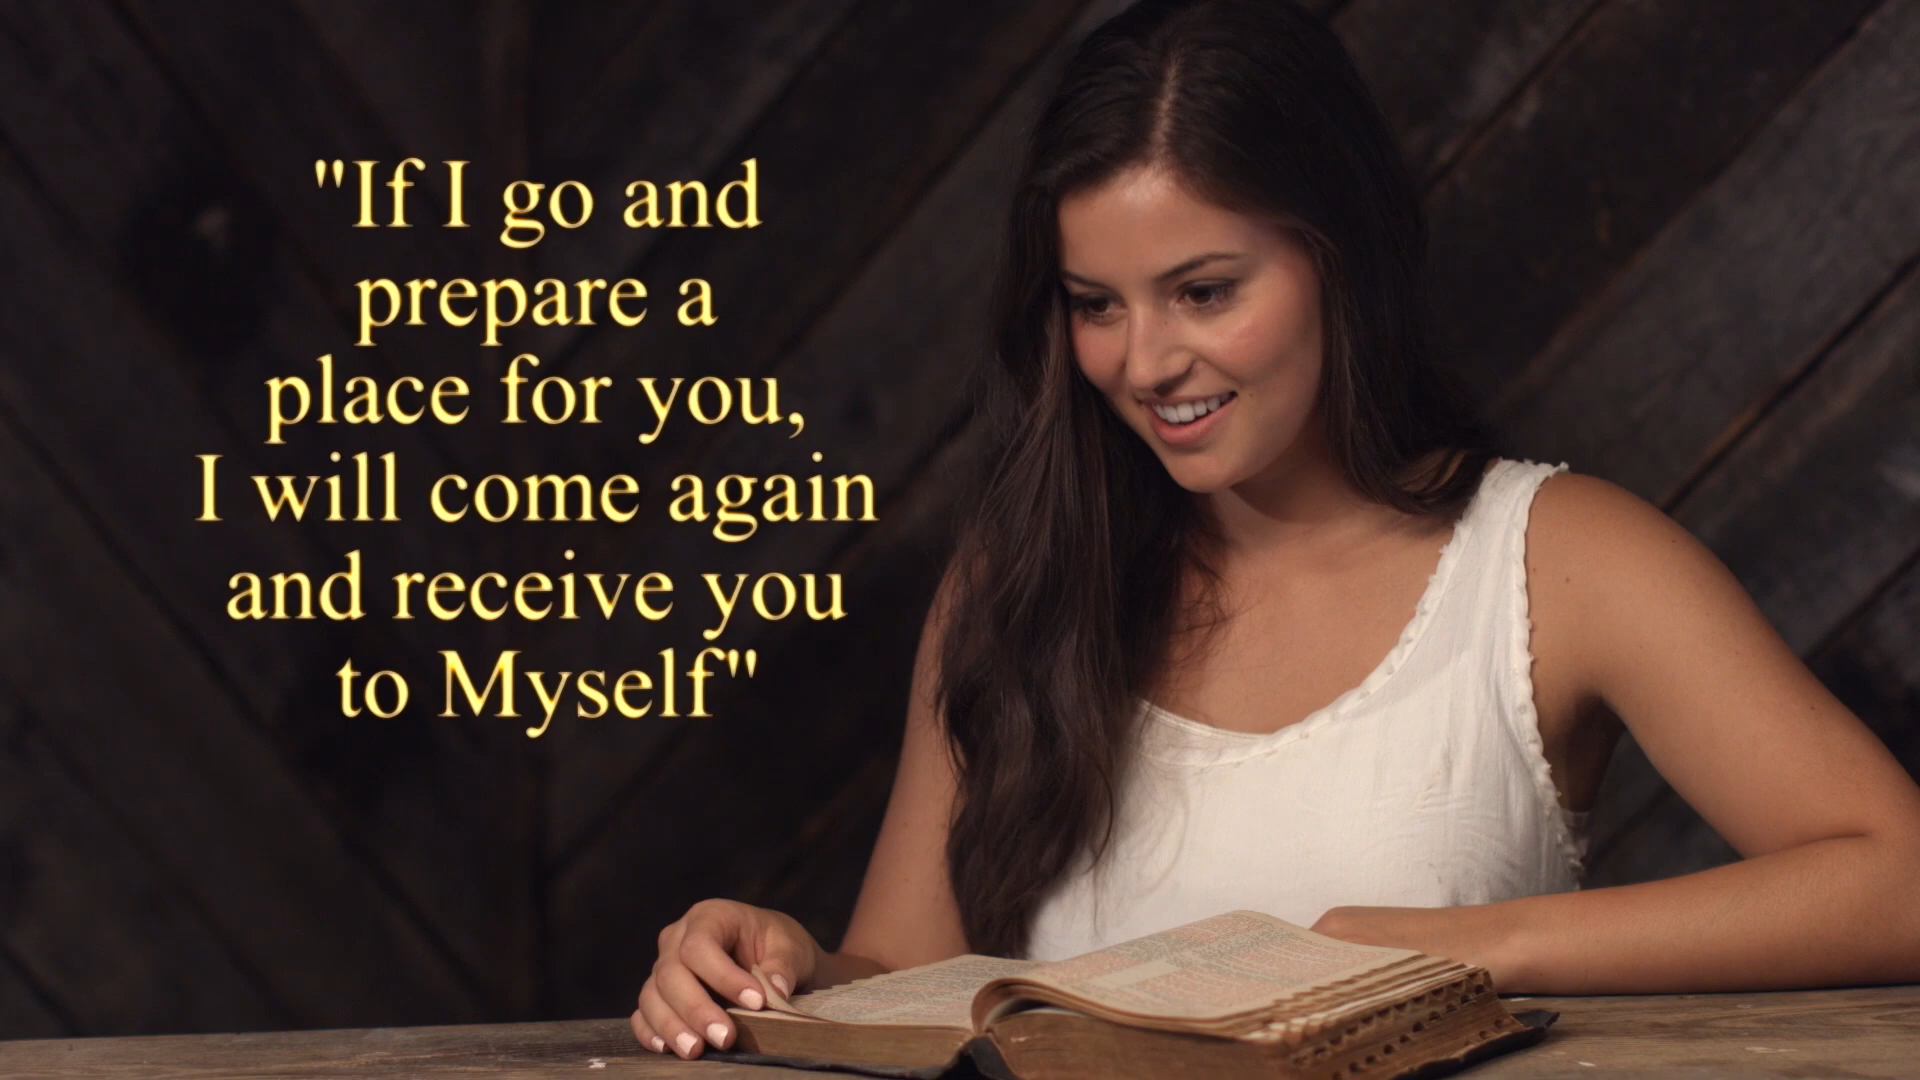 "If I go and
prepare a
place for you,
I will come again
and receive you
to Myself"